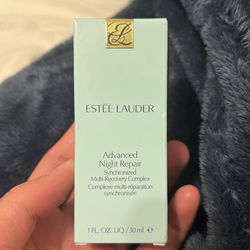 ESTĒE LAUDER
Advanced
Night Repair
Synchronized
Multi-Recovery Complex
Complexe multi-réparation
synchronisée
1 FL. OZ. LIQ./30 ml ℮